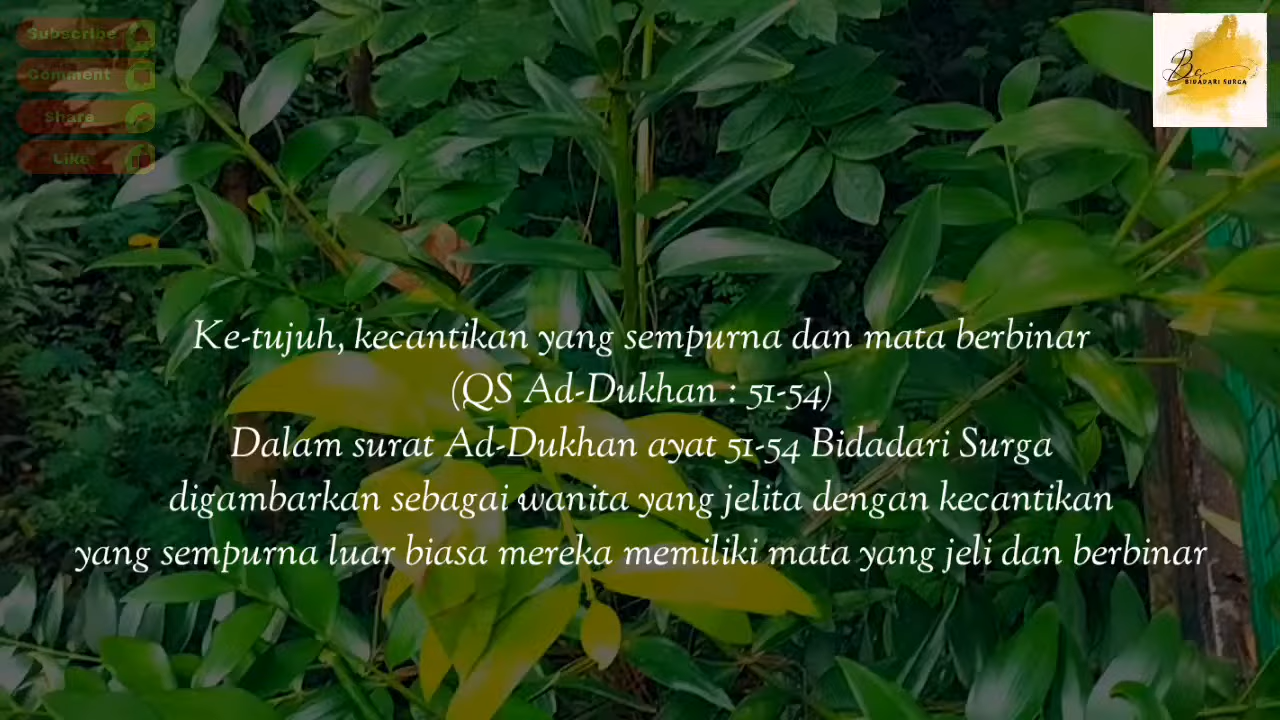 Subscribe
Comment
Share
Like
BIDADARI SURGA
Ke-tujuh, kecantikan yang sempurna dan mata berbinar
(QS Ad-Dukhan : 51-54)
Dalam surat Ad-Dukhan ayat 51-54 Bidadari Surga
digambarkan sebagai wanita yang jelita dengan kecantikan
yang sempurna luar biasa mereka memiliki mata yang jeli dan berbinar